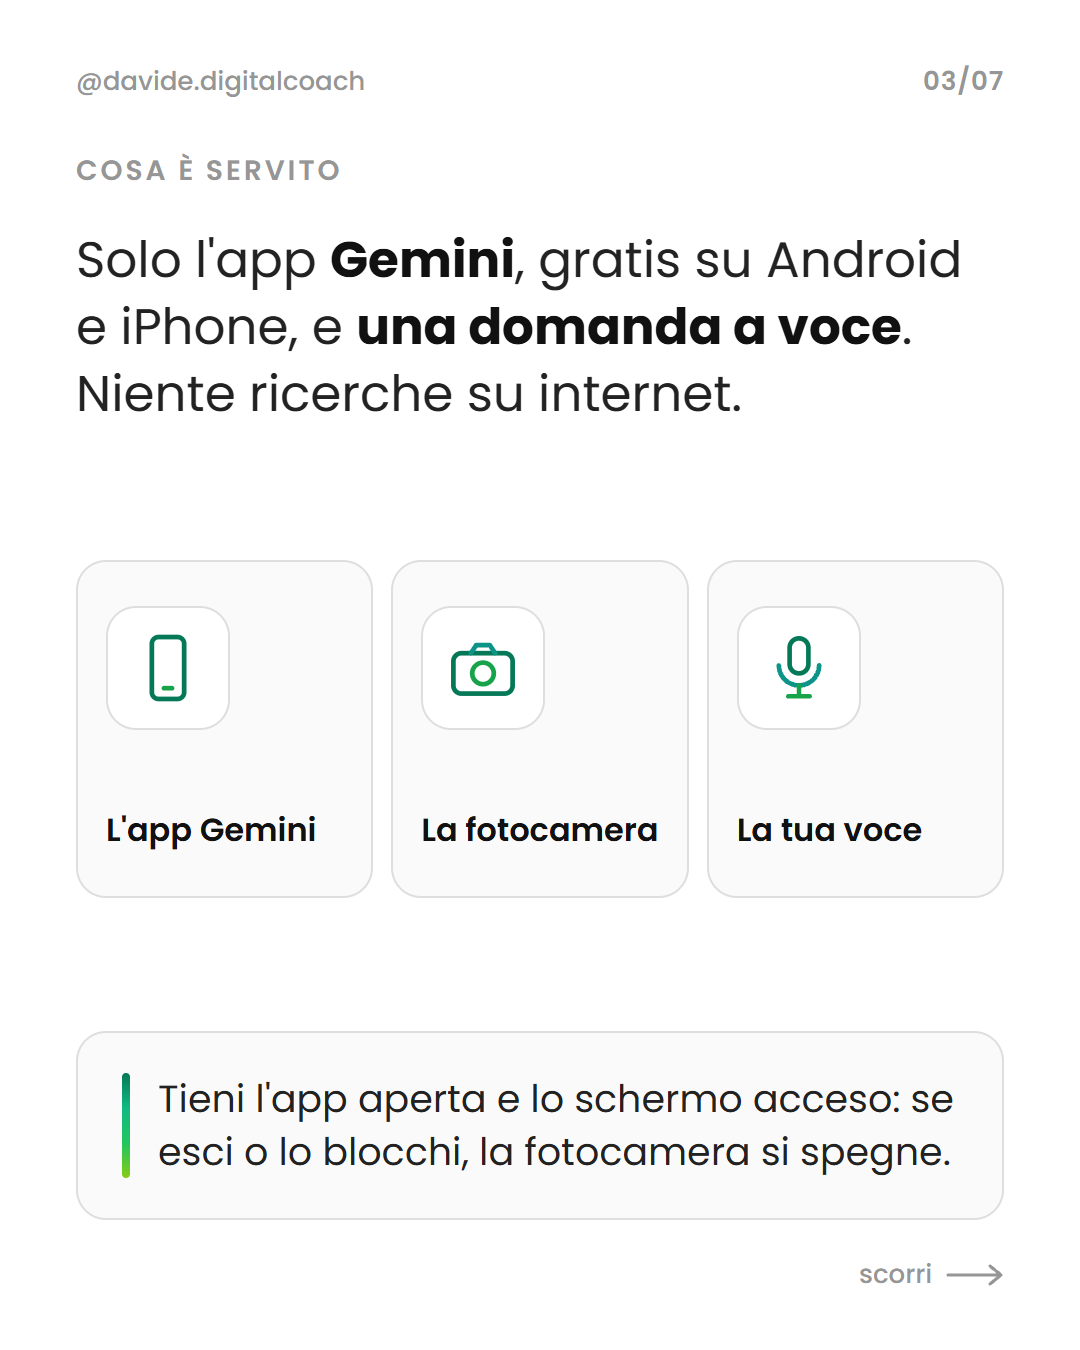 @davide.digitalcoach
03/07
COSA È SERVITO
Solo l'app Gemini, gratis su Android
e iPhone, e una domanda a voce.
Niente ricerche su internet.
L'app Gemini
La fotocamera
La tua voce
Tieni l'app aperta e lo schermo acceso: se
esci o lo blocchi, la fotocamera si spegne.
scorri